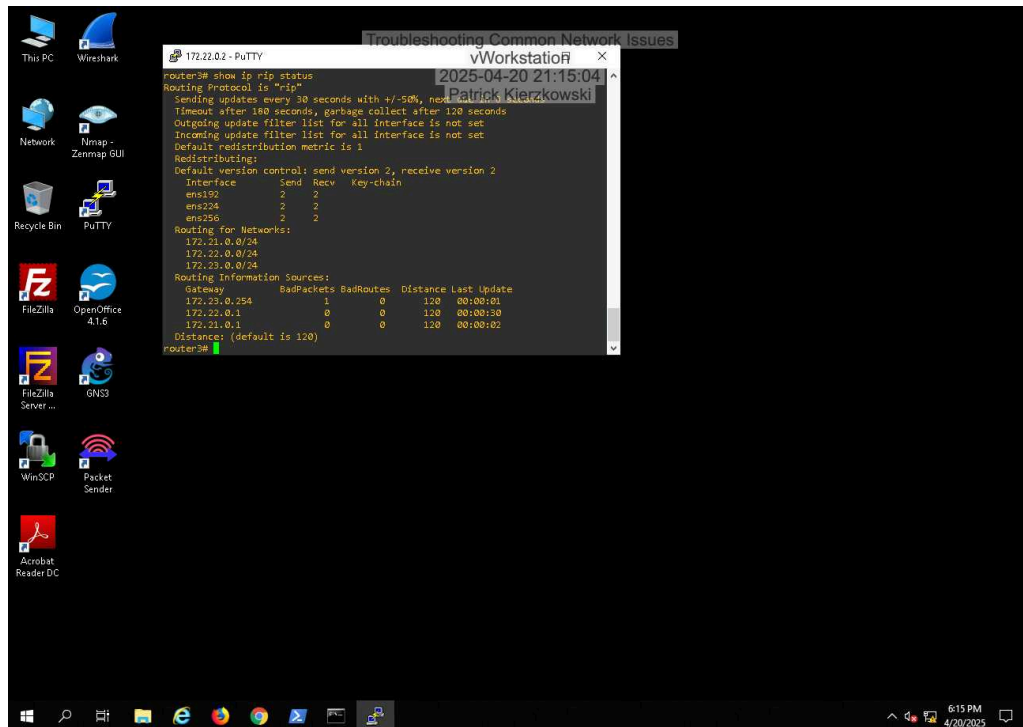 Troubleshooting Common Network Issues
vWorkstation
2025-04-20 21:15:04
Patrick Kierzkowski
This PC
Wireshark
Network
Nmap -
Zenmap GUI
Recycle Bin
PuTTY
FileZilla
OpenOffice
4.1.6
FileZilla
Server ...
GNS3
WinSCP
Packet
Sender
Acrobat
Reader DC
172.22.0.2 - PuTTY
router3# show ip rip status
Routing Protocol is "rip"
Sending updates every 30 seconds with +/-50%, next
Timeout after 180 seconds, garbage collect after 120 seconds
Outgoing update filter list for all interface is not set
Incoming update filter list for all interface is not set
Default redistribution metric is 1
Redistributing:
Default version control: send version 2, receive version 2
Interface Send Recv Key-chain
ens192 2 2
ens224 2 2
ens256 2 2
Routing for Networks:
172.21.0.0/24
172.22.0.0/24
172.23.0.0/24
Routing Information Sources:
Gateway BadPackets BadRoutes Distance Last Update
172.23.0.254 1 0 120 00:00:01
172.22.0.1 0 0 120 00:00:30
172.21.0.1 0 0 120 00:00:02
Distance: (default is 120)
router3#
6:15 PM
4/20/2025